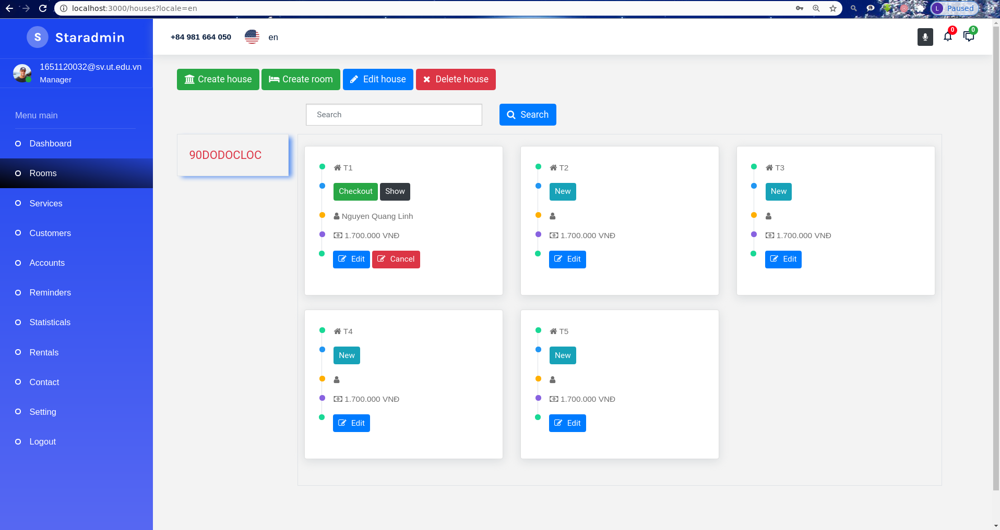 localhost:3000/houses?locale=en
L Paused
S Staradmin
+84 981 664 050 en
0 0
1651120032@sv.ut.edu.vn
Manager
Menu main
Dashboard
Rooms
Services
Customers
Accounts
Reminders
Statisticals
Rentals
Contact
Setting
Logout
Create house Create room Edit house Delete house
Search Search
90DODOCLOC
T1
Checkout Show
Nguyen Quang Linh
1.700.000 VNĐ
Edit Cancel
T2
New
1.700.000 VNĐ
Edit
T3
New
1.700.000 VNĐ
Edit
T4
New
1.700.000 VNĐ
Edit
T5
New
1.700.000 VNĐ
Edit